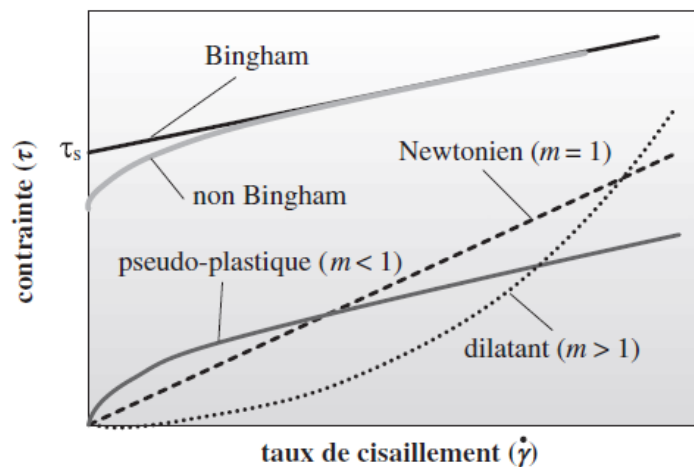 Bingham
τs
non Bingham
Newtonien (m = 1)
pseudo-plastique (m < 1)
dilatant (m > 1)
contrainte (τ)
taux de cisaillement (γ̇)